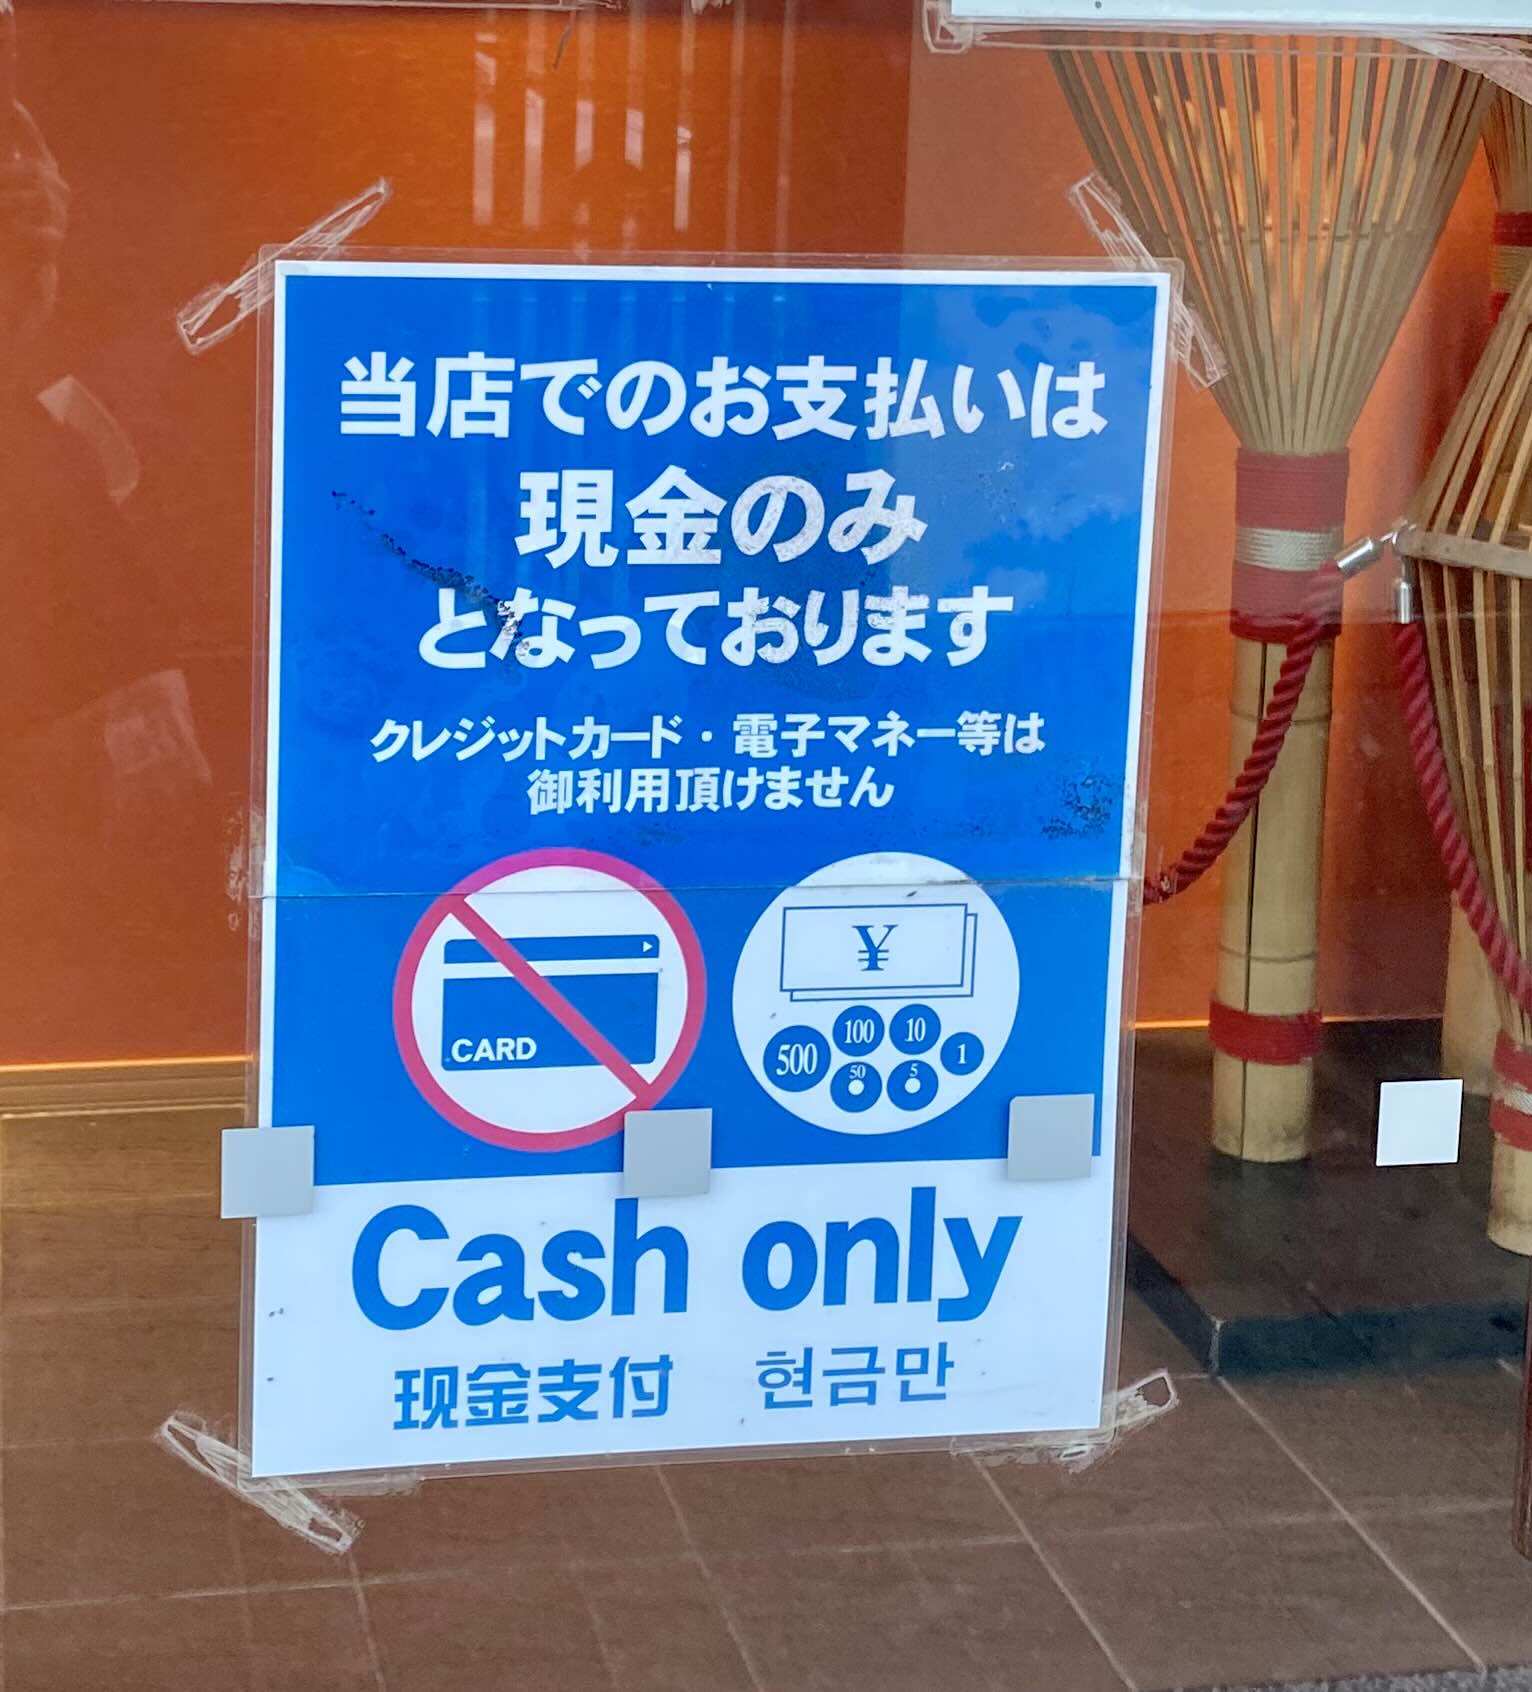 当店でのお支払いは
現金のみ
となっております
クレジットカード・電子マネー等は
御利用頂けません
CARD
¥
500 100 10 1
50 5
Cash only
现金支付 현금만